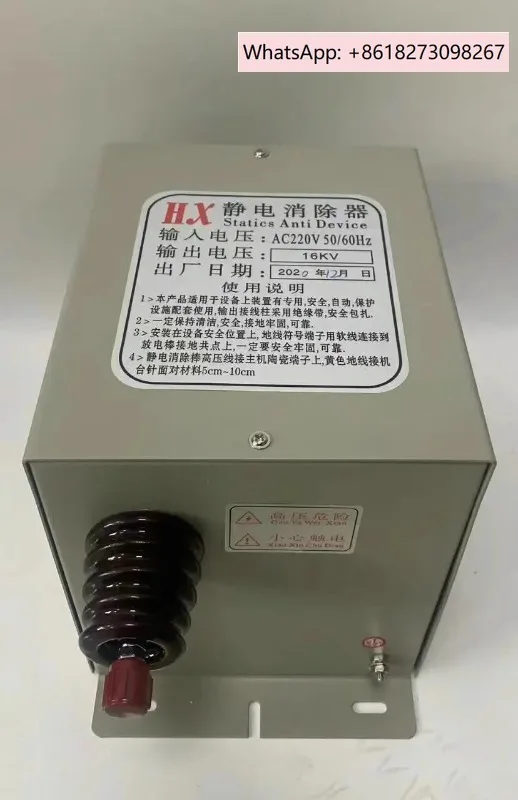 WhatsApp: +8618273098267
HX 静电消除器
Statics Anti Device
输入电压:AC220V 50/60Hz
输出电压:16KV
出厂日期:2020年12月 日
使用说明
1>本产品适用于设备上装置有专用,安全,自动,保护
设施配套使用,输出接线柱采用绝缘带,安全包扎.
2>一定保持清洁,安全,接地牢固,可靠.
3>安装在设备安全位置上,地线符号端子用软线连接到
放电棒接地共点上,一定要安全牢固,可靠.
4>静电消除棒高压线接主机陶瓷端子上,黄色地线接机
台针面对材料5cm~10cm
高压危险
Gao Ya Wei Xian
小心触电
Xiao Xin Chu Dian